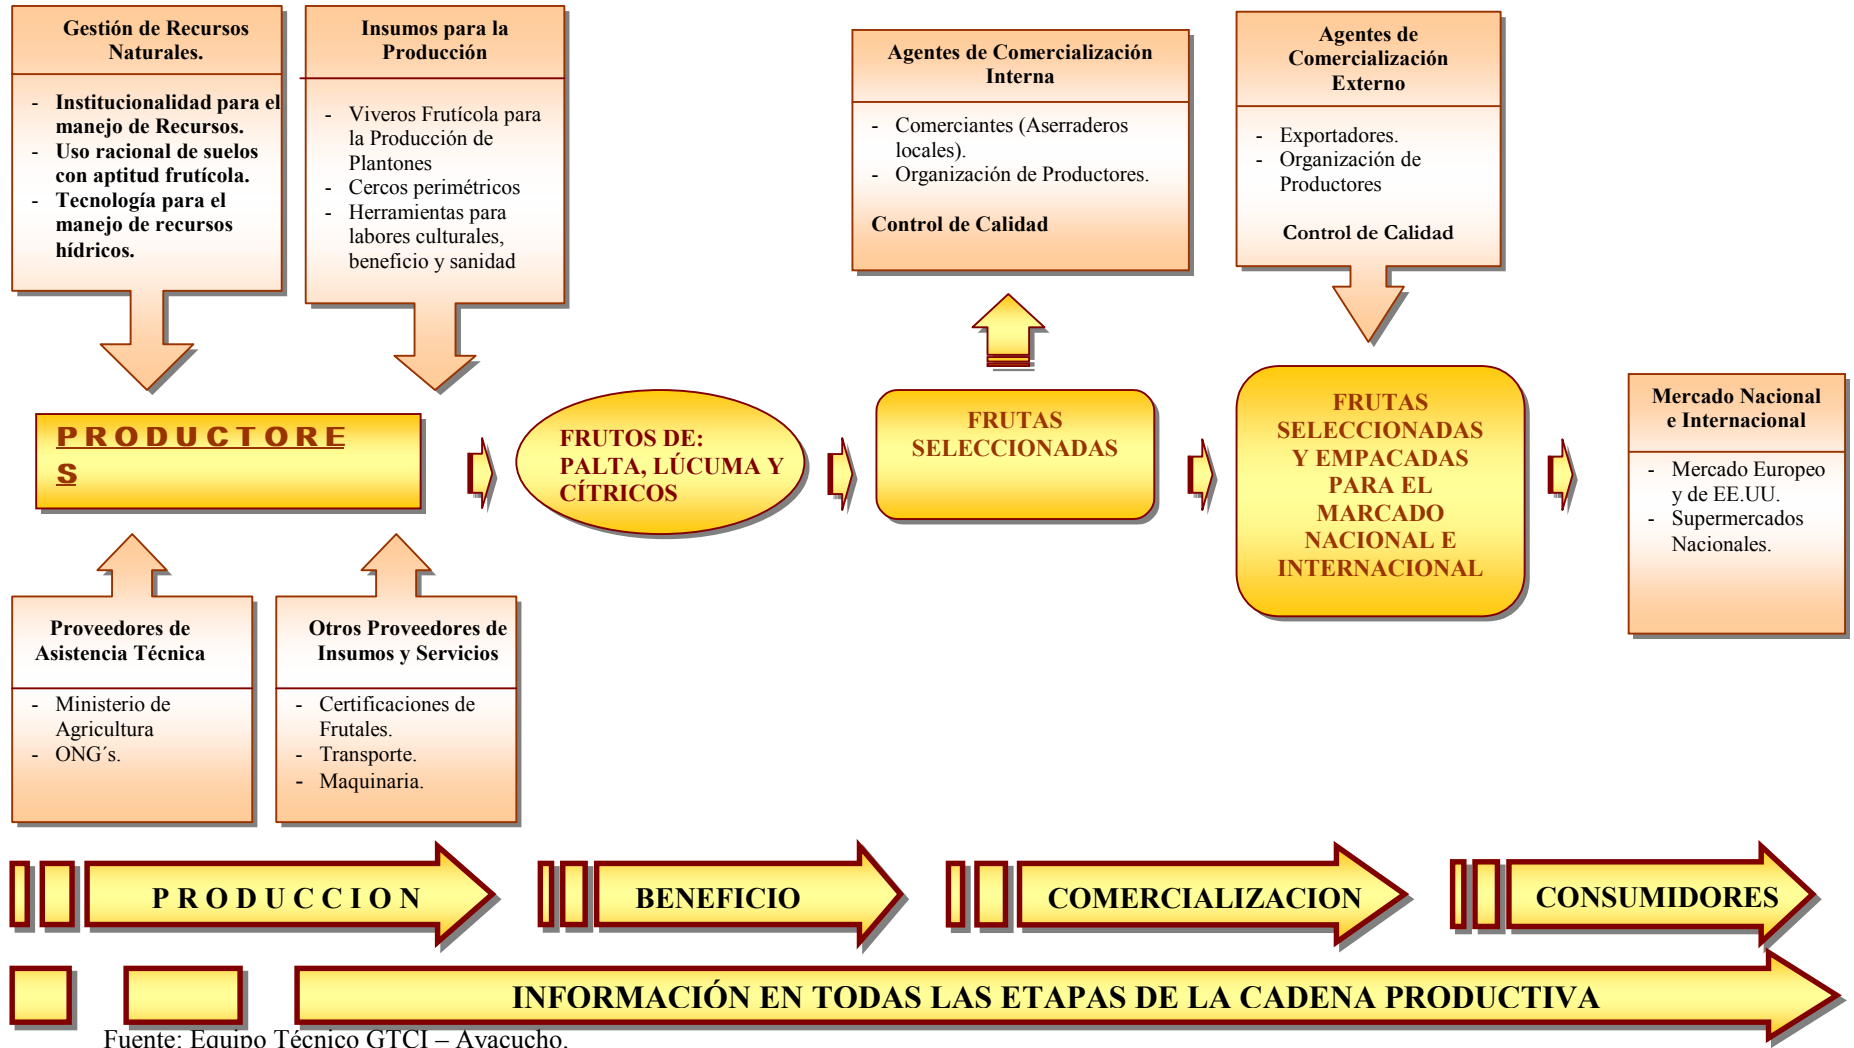 Gestión de Recursos
Naturales.
- Institucionalidad para el
manejo de Recursos.
- Uso racional de suelos
con aptitud frutícola.
- Tecnología para el
manejo de recursos
hídricos.
Insumos para la
Producción
- Viveros Frutícola para
la Producción de
Plantones
- Cercos perimétricos
- Herramientas para
labores culturales,
beneficio y sanidad
Agentes de Comercialización
Interna
- Comerciantes (Aserraderos
locales).
- Organización de Productores.
Control de Calidad
Agentes de
Comercialización
Externo
- Exportadores.
- Organización de
Productores
Control de Calidad
PRODUCTORE
S
FRUTOS DE:
PALTA, LÚCUMA Y
CÍTRICOS
FRUTAS
SELECCIONADAS
FRUTAS
SELECCIONADAS
Y EMPACADAS
PARA EL
MARCADO
NACIONAL E
INTERNACIONAL
Mercado Nacional
e Internacional
- Mercado Europeo
y de EE.UU.
- Supermercados
Nacionales.
Proveedores de
Asistencia Técnica
- Ministerio de
Agricultura
- ONG´s.
Otros Proveedores de
Insumos y Servicios
- Certificaciones de
Frutales.
- Transporte.
- Maquinaria.
PRODUCCION
BENEFICIO
COMERCIALIZACION
CONSUMIDORES
INFORMACIÓN EN TODAS LAS ETAPAS DE LA CADENA PRODUCTIVA
Fuente: Equipo Técnico GTCI – Ayacucho.